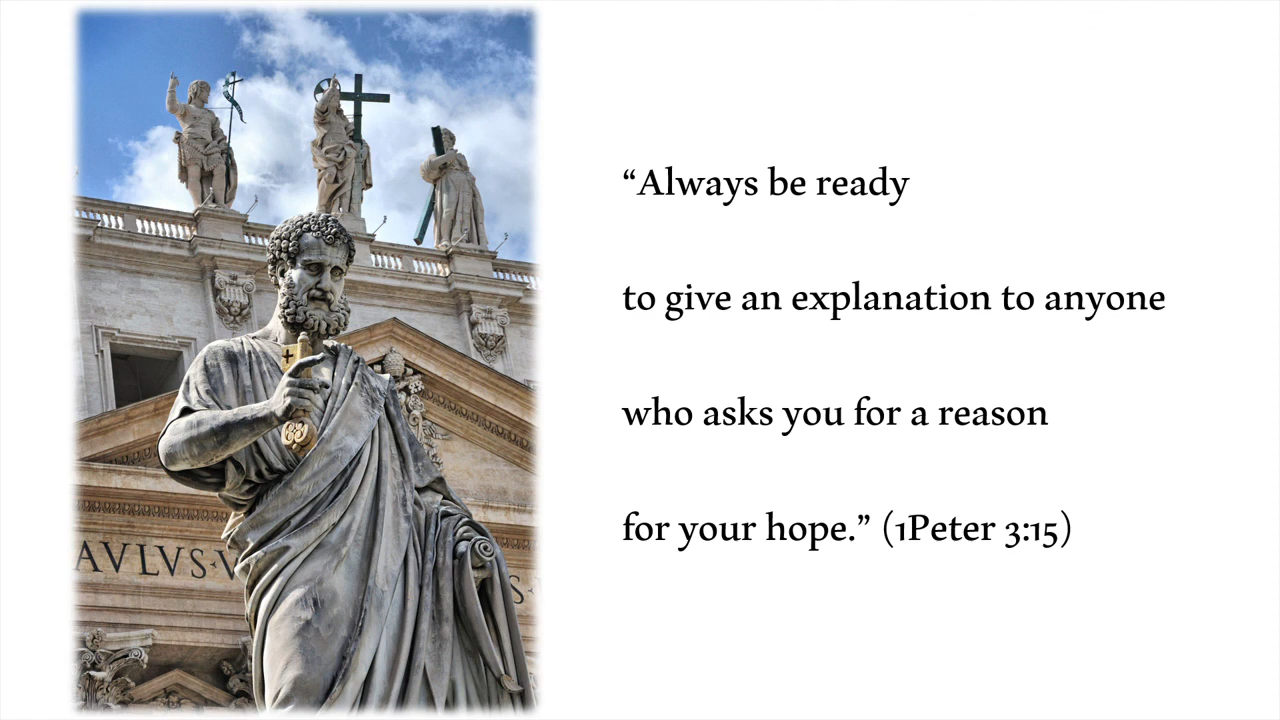 “Always be ready
to give an explanation to anyone
who asks you for a reason
for your hope.” (1Peter 3:15)
AVLVS·V
S·